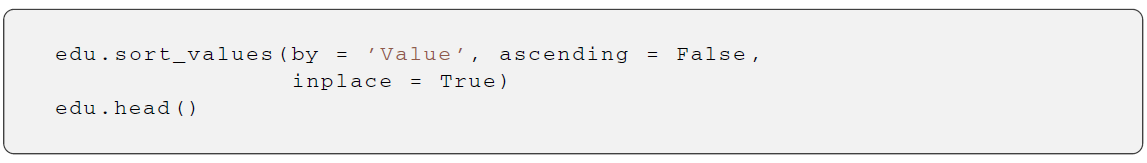 edu.sort_values(by = 'Value', ascending = False,
                inplace = True)
edu.head()